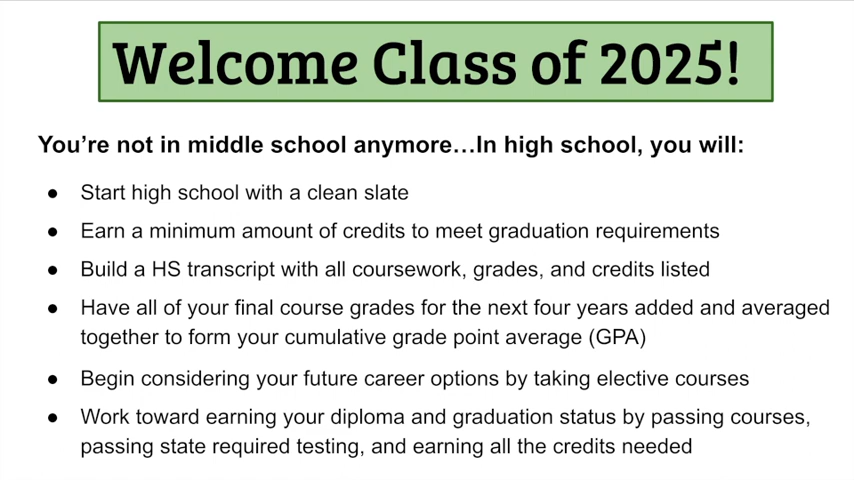 Welcome Class of 2025!
You’re not in middle school anymore…In high school, you will:
● Start high school with a clean slate
● Earn a minimum amount of credits to meet graduation requirements
● Build a HS transcript with all coursework, grades, and credits listed
● Have all of your final course grades for the next four years added and averaged
together to form your cumulative grade point average (GPA)
● Begin considering your future career options by taking elective courses
● Work toward earning your diploma and graduation status by passing courses,
passing state required testing, and earning all the credits needed